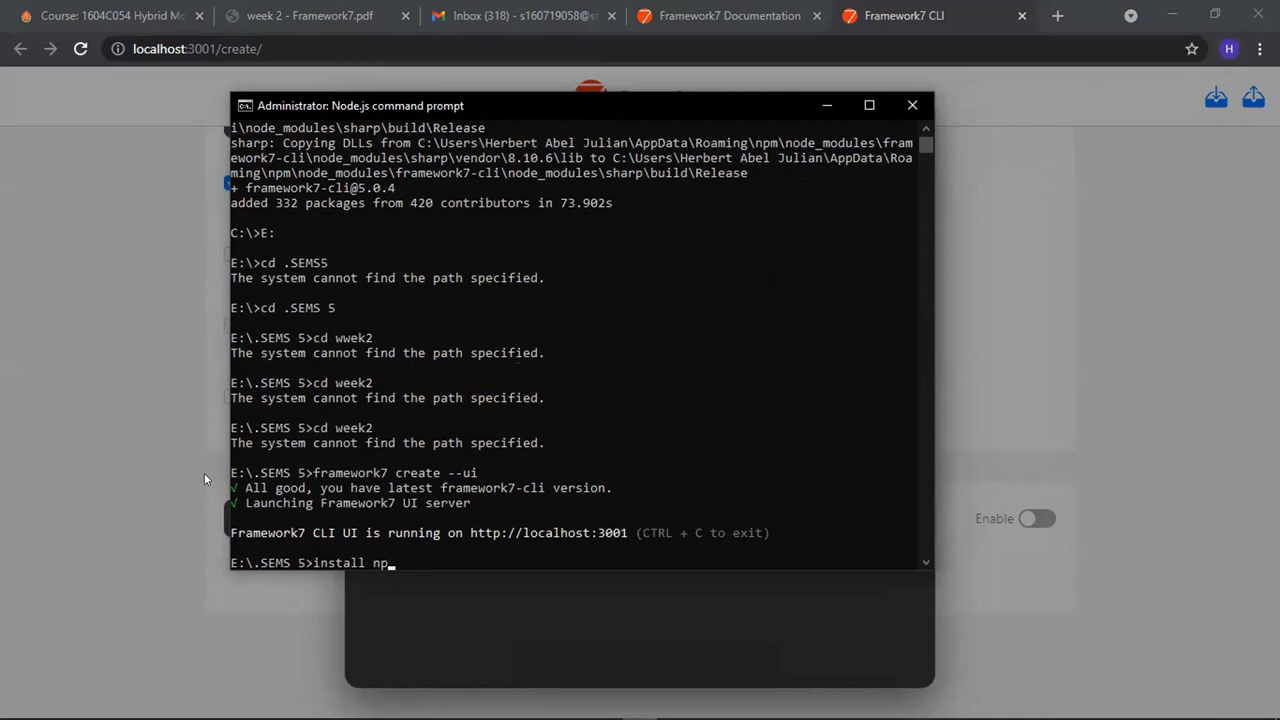 Course: 1604C054 Hybrid Mo
week 2 - Framework7.pdf
Inbox (318) - s160719058@st
Framework7 Documentation
Framework7 CLI
localhost:3001/create/
H
Administrator: Node.js command prompt
i\node_modules\sharp\build\Release
sharp: Copying DLLs from C:\Users\Herbert Abel Julian\AppData\Roaming\npm\node_modules\fram
ework7-cli\node_modules\sharp\vendor\8.10.6\lib to C:\Users\Herbert Abel Julian\AppData\Roa
ming\npm\node_modules\framework7-cli\node_modules\sharp\build\Release
+ framework7-cli@5.0.4
added 332 packages from 420 contributors in 73.902s
C:\>E:
E:\>cd .SEMS5
The system cannot find the path specified.
E:\>cd .SEMS 5
E:\.SEMS 5>cd wwek2
The system cannot find the path specified.
E:\.SEMS 5>cd week2
The system cannot find the path specified.
E:\.SEMS 5>cd week2
The system cannot find the path specified.
E:\.SEMS 5>framework7 create --ui
√ All good, you have latest framework7-cli version.
√ Launching Framework7 UI server
Framework7 CLI UI is running on http://localhost:3001 (CTRL + C to exit)
E:\.SEMS 5>install np
Enable